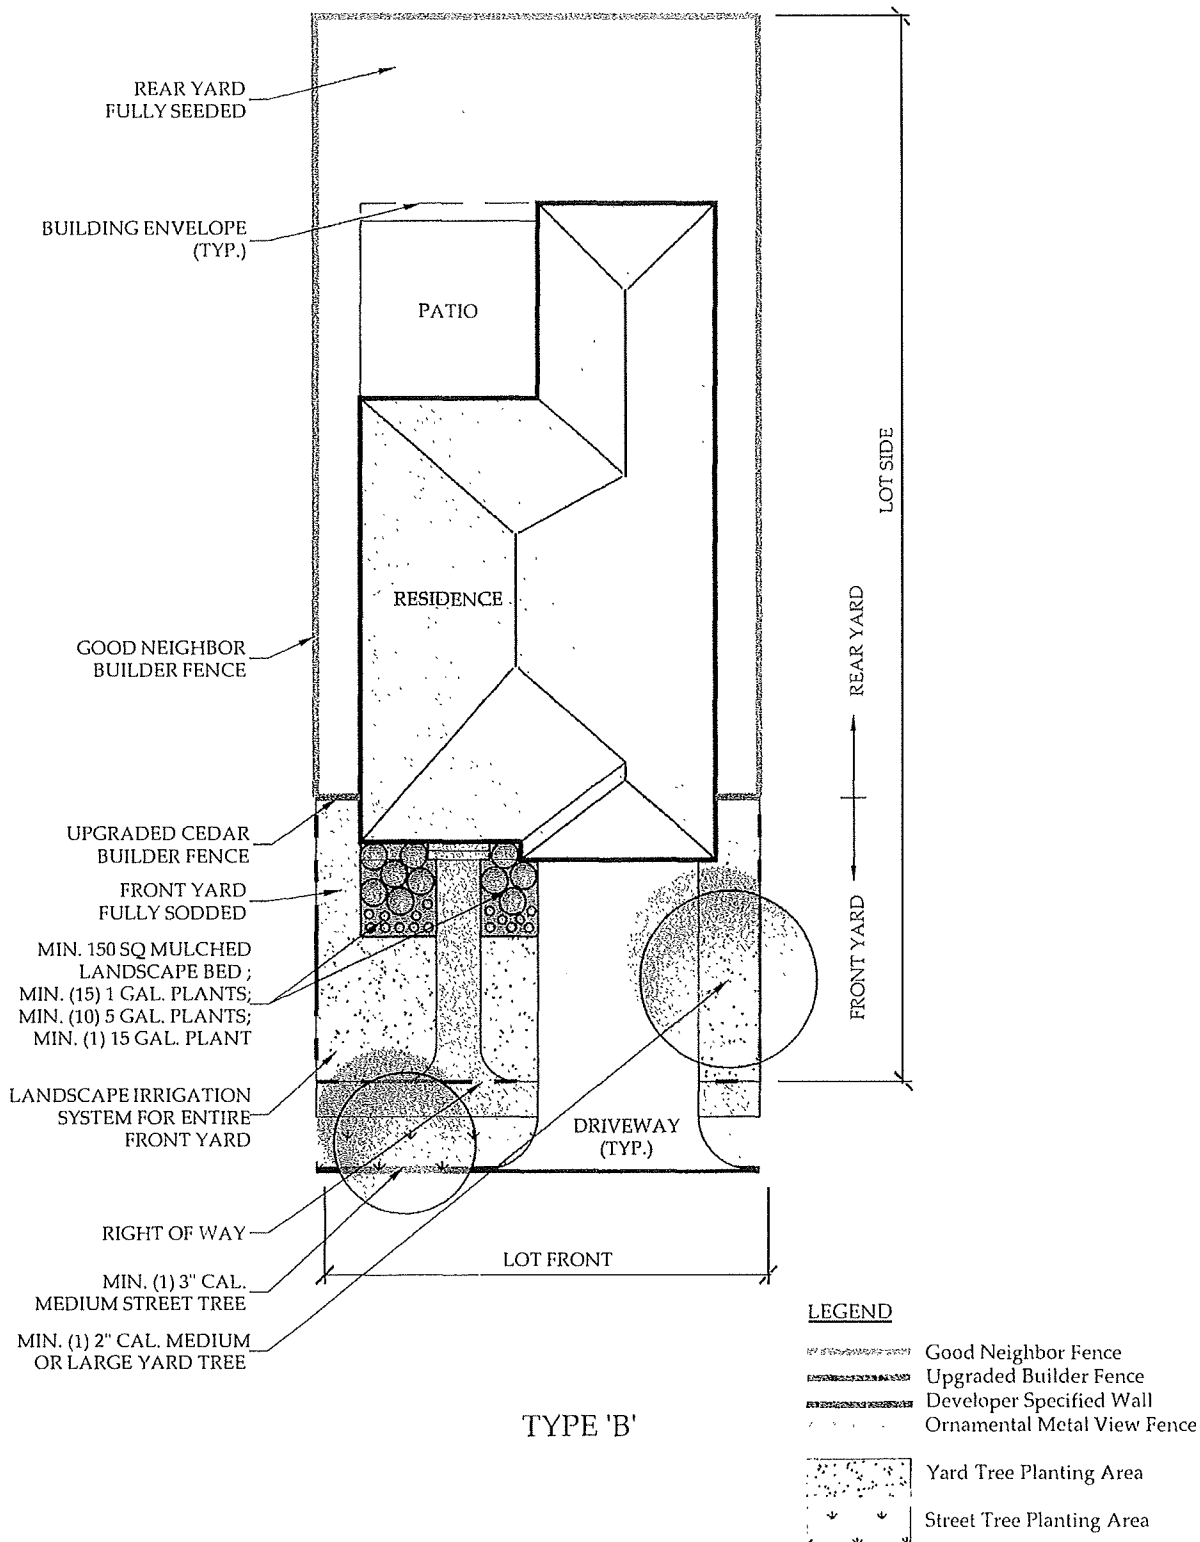 REAR YARD
FULLY SEEDED
BUILDING ENVELOPE
(TYP.)
PATIO
LOT SIDE
RESIDENCE
REAR YARD
GOOD NEIGHBOR
BUILDER FENCE
UPGRADED CEDAR
BUILDER FENCE
FRONT YARD
FULLY SODDED
FRONT YARD
MIN. 150 SQ MULCHED
LANDSCAPE BED ;
MIN. (15) 1 GAL. PLANTS;
MIN. (10) 5 GAL. PLANTS;
MIN. (1) 15 GAL. PLANT
LANDSCAPE IRRIGATION
SYSTEM FOR ENTIRE
FRONT YARD
DRIVEWAY
(TYP.)
RIGHT OF WAY
LOT FRONT
MIN. (1) 3" CAL.
MEDIUM STREET TREE
MIN. (1) 2" CAL. MEDIUM
OR LARGE YARD TREE
TYPE 'B'
LEGEND
Good Neighbor Fence
Upgraded Builder Fence
Developer Specified Wall
Ornamental Metal View Fence
Yard Tree Planting Area
Street Tree Planting Area